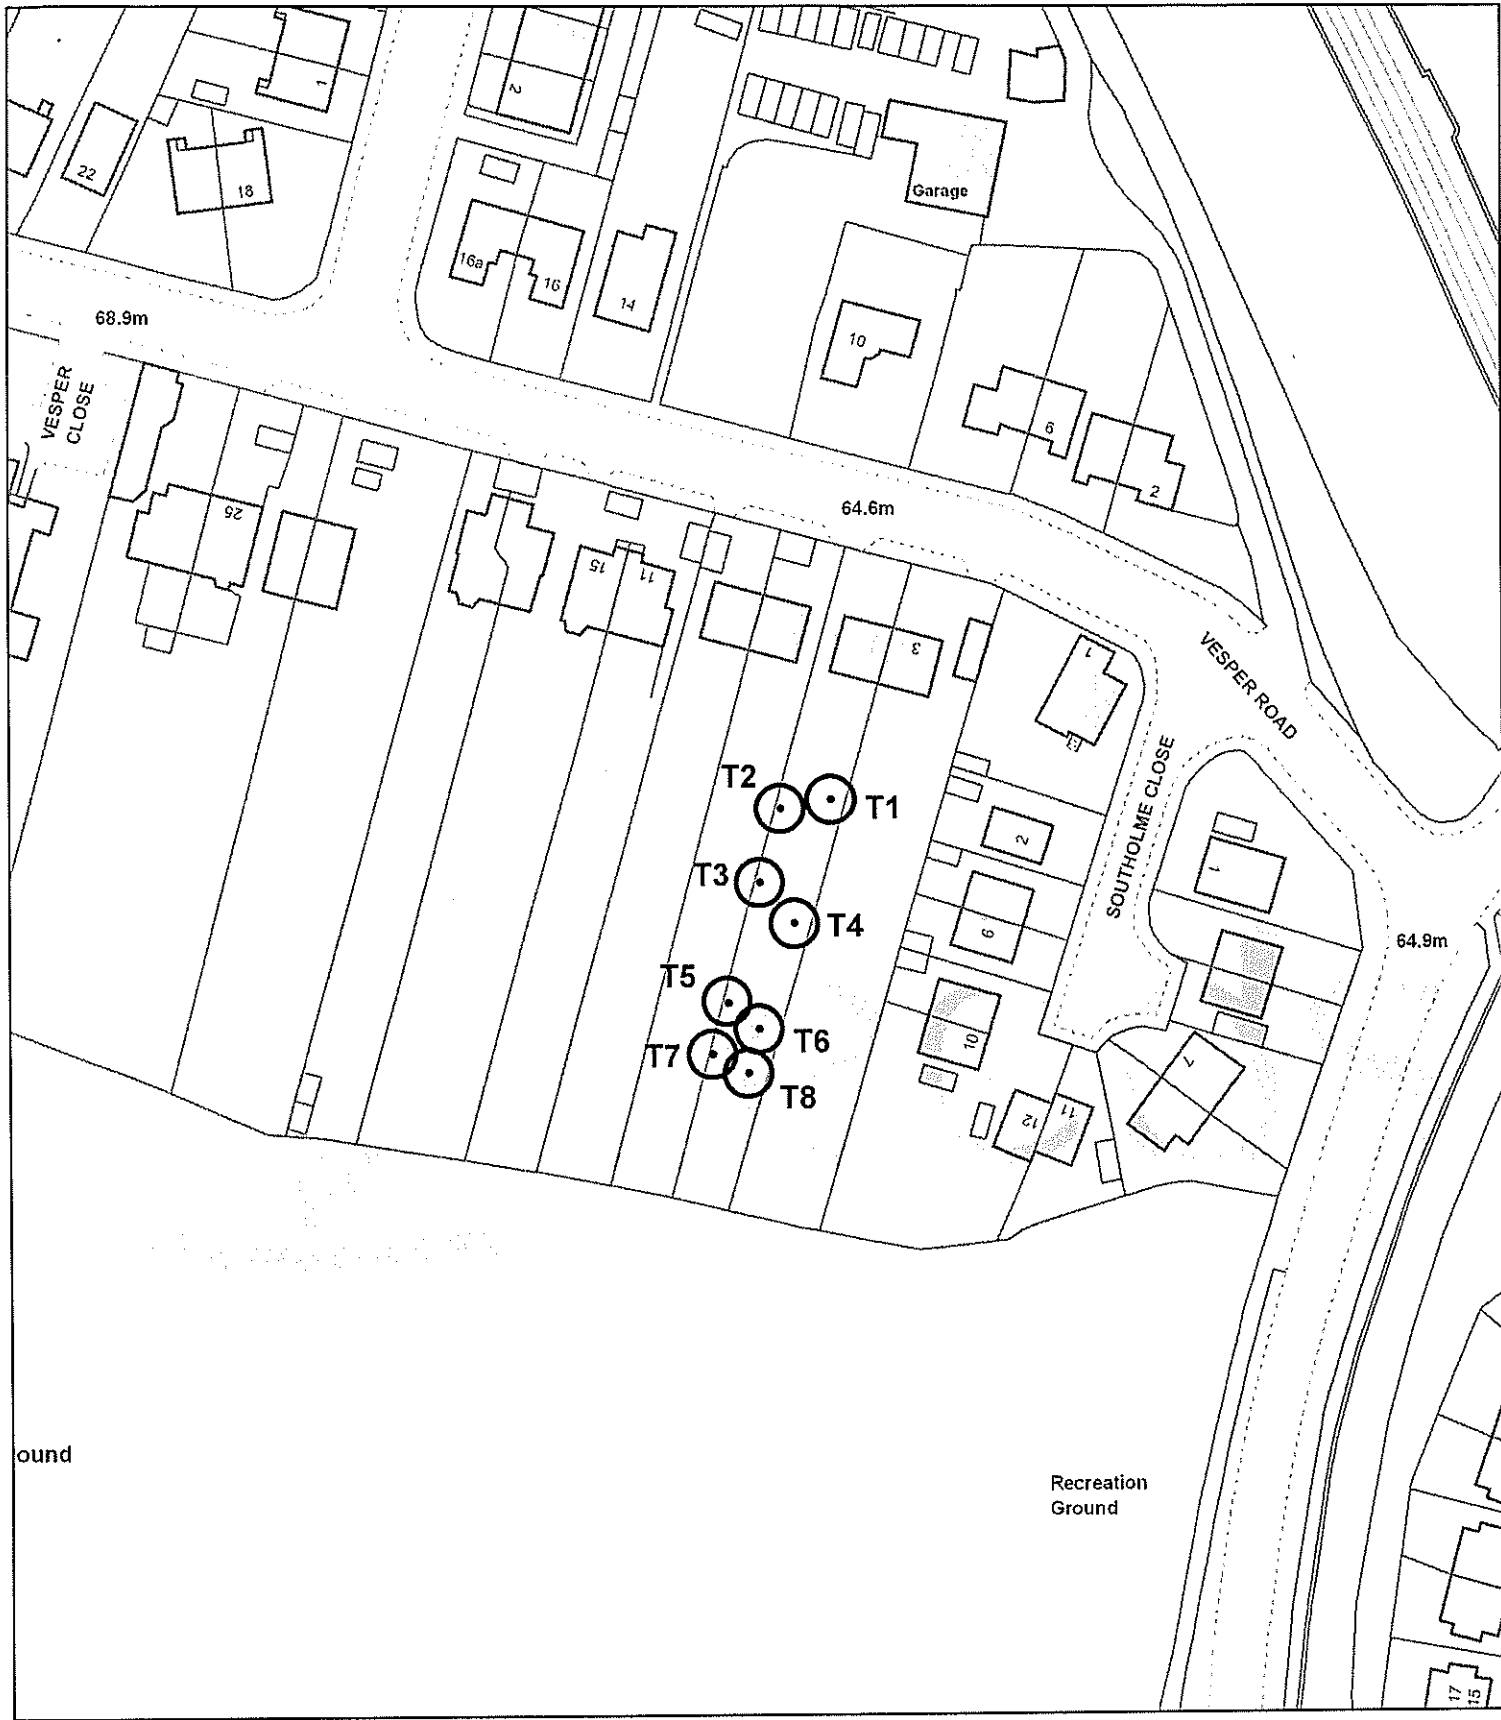 1
2
22
18
Garage
16a
16
14
10
68.9m
VESPER
CLOSE
6
2
25
64.6m
15
11
3
1
VESPER ROAD
T2
T1
SOUTHOLME CLOSE
2
1
T3
T4
6
64.9m
T5
T6
10
T7
7
T8
12
11
ound
Recreation
Ground
17
15